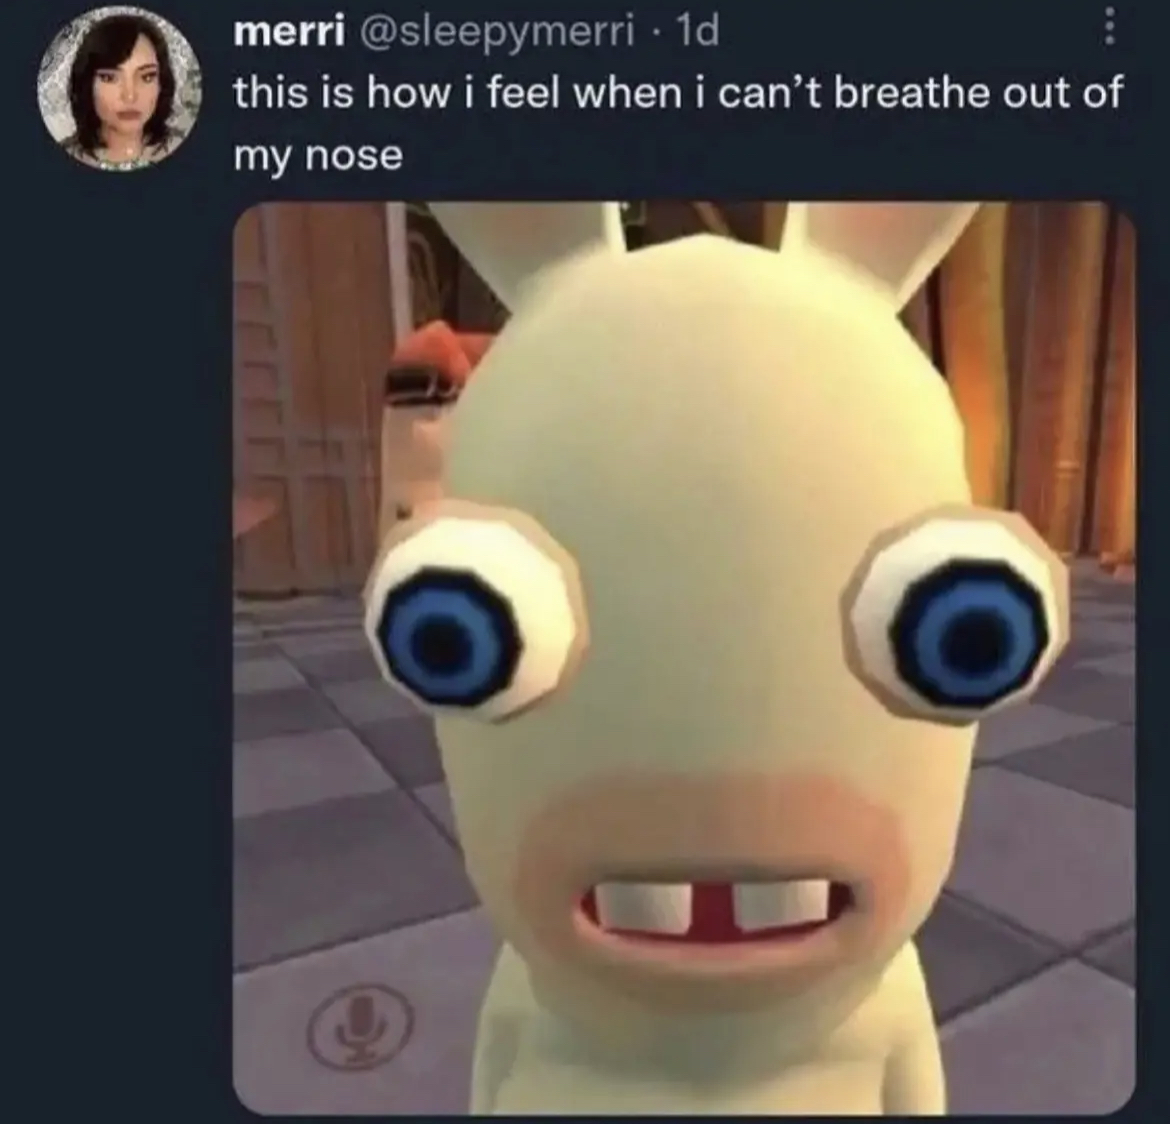 merri @sleepymerri · 1d
this is how i feel when i can’t breathe out of
my nose